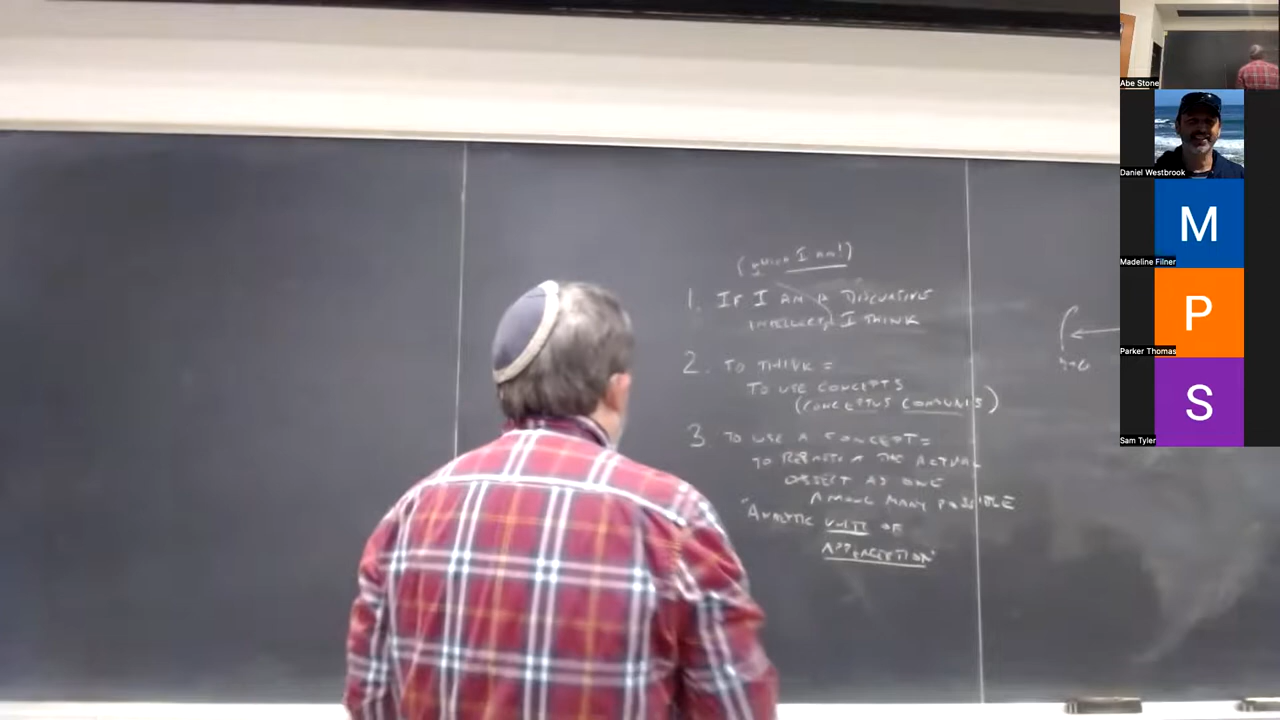 (which I am!)
1. IF I AM A DISCURSIVE
INTELLECT, I THINK
2. TO THINK =
TO USE CONCEPTS
(CONCEPTUS COMMUNIS)
3 TO USE A CONCEPT =
TO REPRESENT THE ACTUAL
OBJECT AS ONE
AMONG MANY POSSIBLE
"ANALYTIC UNITY OF
APPERCEPTION"
Abe Stone
Daniel Westbrook
M
Madeline Filner
P
Parker Thomas
S
Sam Tyler